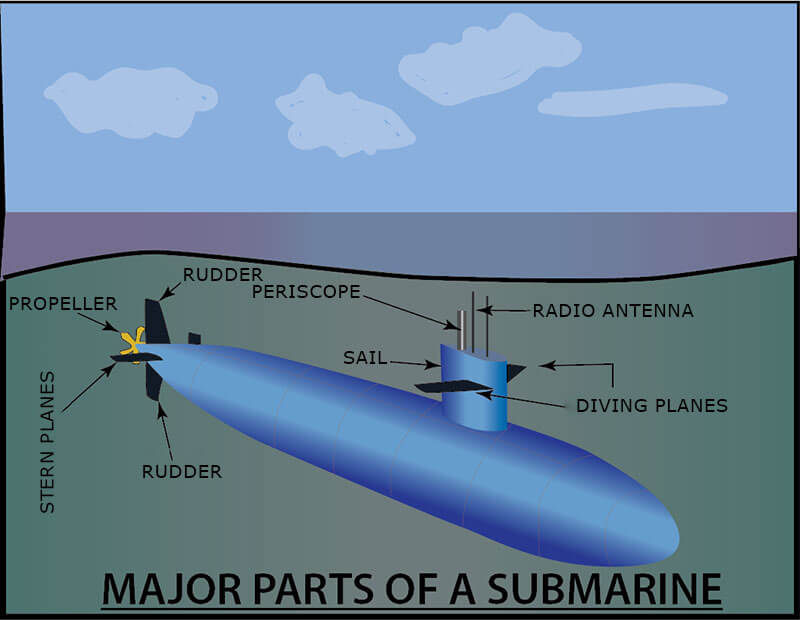 RUDDER
PERISCOPE
PROPELLER
RADIO ANTENNA
SAIL
DIVING PLANES
STERN PLANES
RUDDER
MAJOR PARTS OF A SUBMARINE